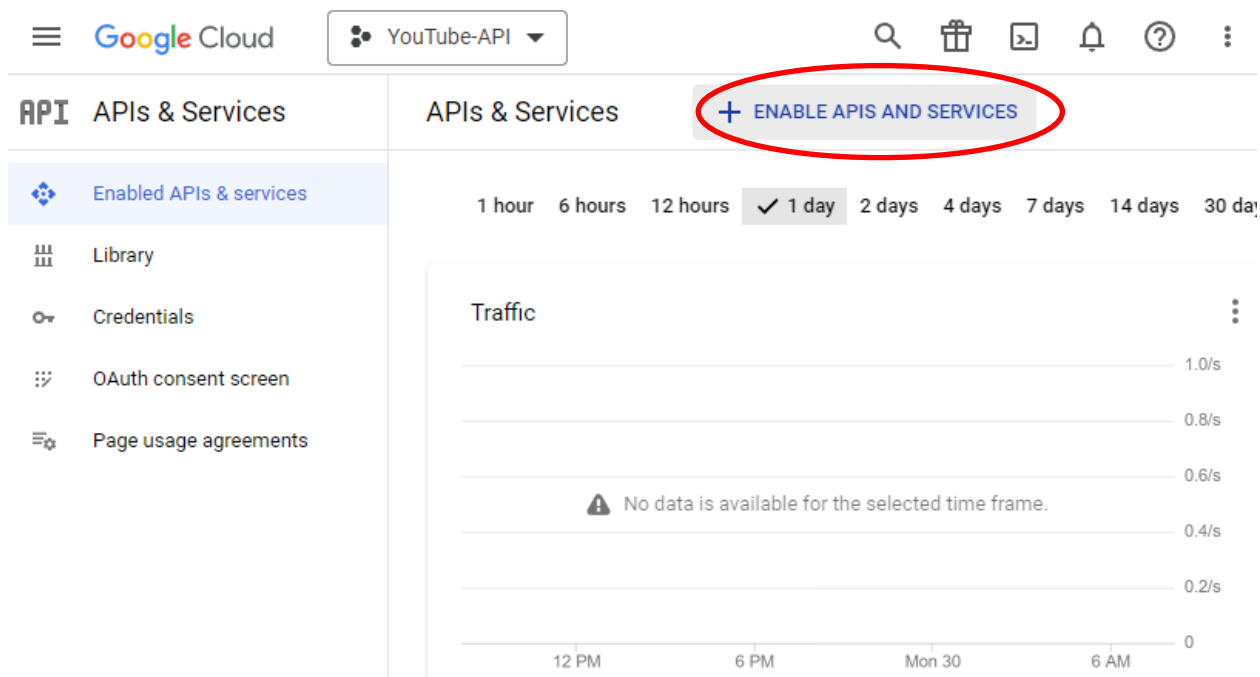 Google Cloud
YouTube-API
API APIs & Services
APIs & Services
+ ENABLE APIS AND SERVICES
Enabled APIs & services
Library
Credentials
OAuth consent screen
Page usage agreements
1 hour 6 hours 12 hours 1 day 2 days 4 days 7 days 14 days 30 day
Traffic
1.0/s
0.8/s
0.6/s
No data is available for the selected time frame.
0.4/s
0.2/s
0
12 PM 6 PM Mon 30 6 AM